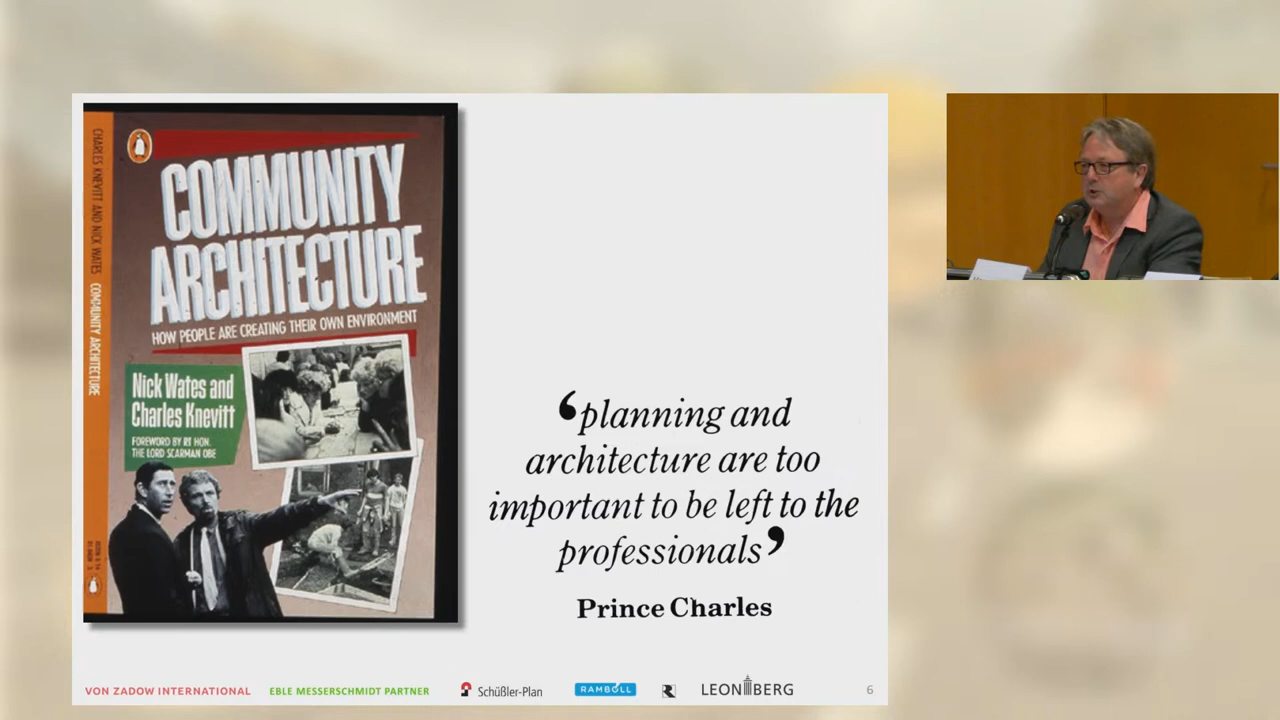 CHARLES KNEVITT AND NICK WATES COMMUNITY ARCHITECTURE
COMMUNITY
ARCHITECTURE
HOW PEOPLE ARE CREATING THEIR OWN ENVIRONMENT
Nick Wates and
Charles Knevitt
FOREWORD BY RT HON.
THE LORD SCARMAN OBE
‘planning and
architecture are too
important to be left to the
professionals’
Prince Charles
VON ZADOW INTERNATIONAL
EBLE MESSERSCHMIDT PARTNER
Schüßler-Plan
RAMBOLL
LEONBERG
6